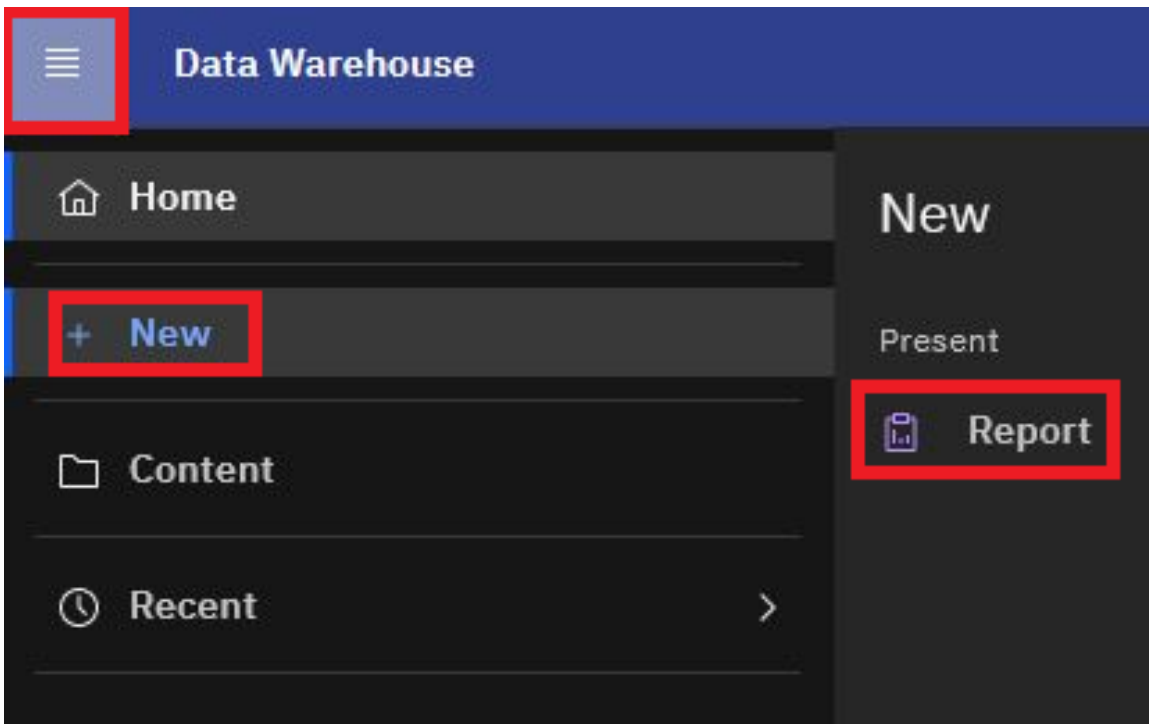 Data Warehouse
Home
New
Content
Recent
New
Present
Report